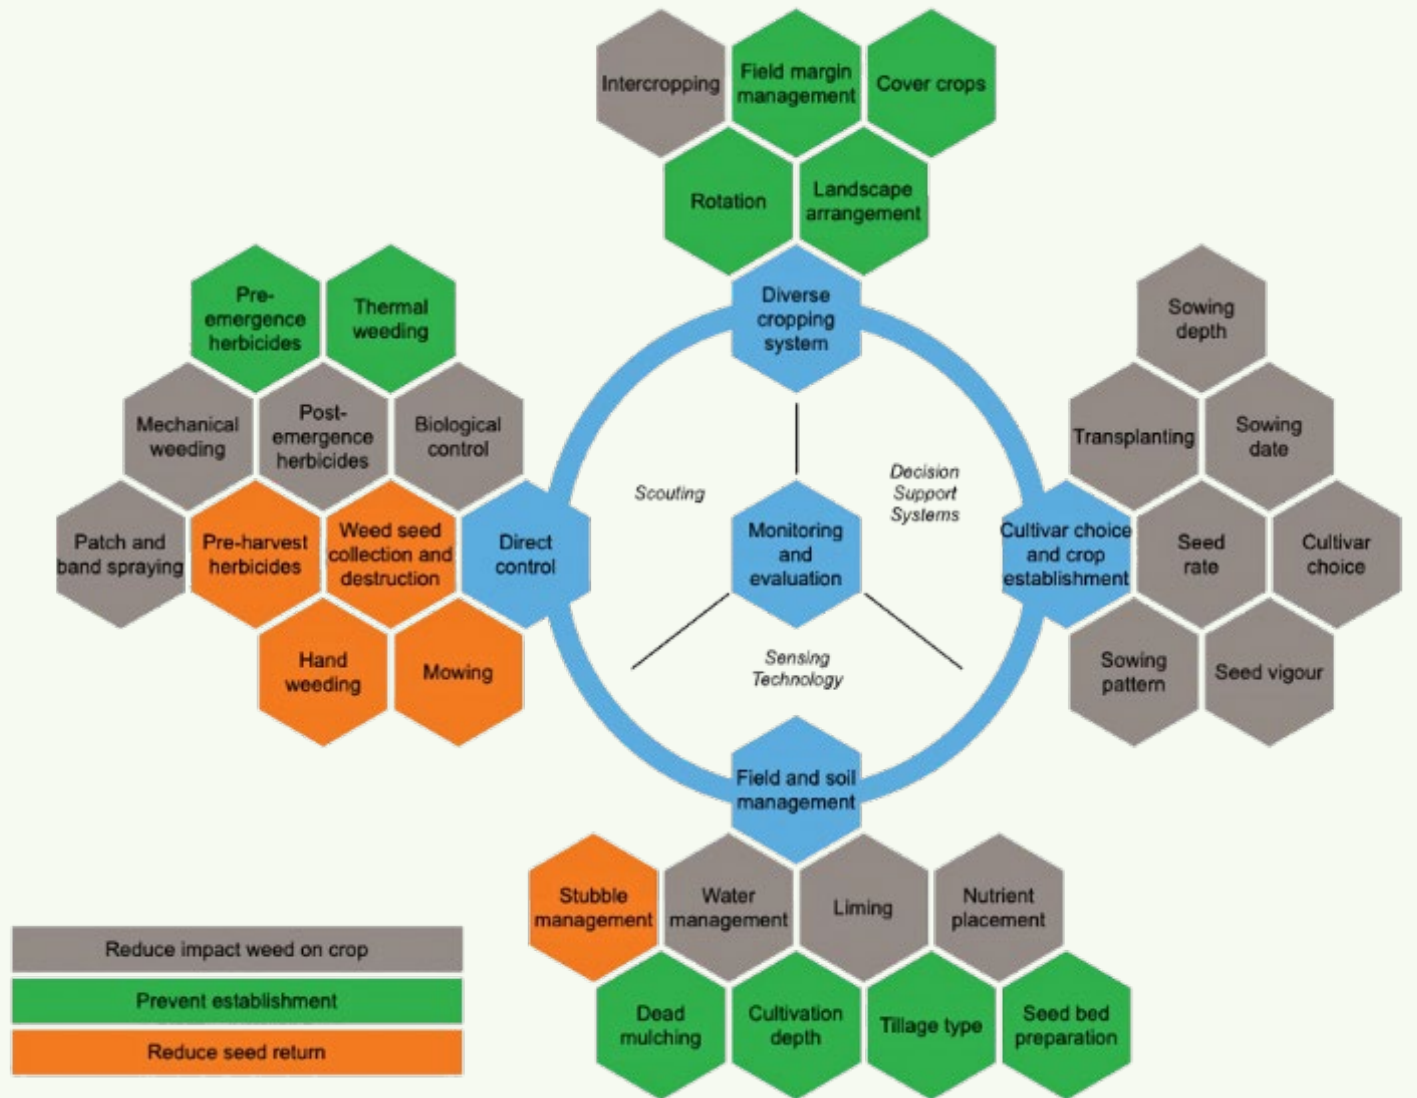 Intercropping
Field margin
management
Cover crops
Rotation
Landscape
arrangement
Pre-
emergence
herbicides
Thermal
weeding
Mechanical
weeding
Post-
emergence
herbicides
Biological
control
Patch and
band spraying
Pre-harvest
herbicides
Weed seed
collection and
destruction
Direct
control
Hand
weeding
Mowing
Diverse
cropping
system
Scouting
Decision
Support
Systems
Monitoring
and
evaluation
Sensing
Technology
Sowing
depth
Transplanting
Sowing
date
Cultivar choice
and crop
establishment
Seed
rate
Cultivar
choice
Sowing
pattern
Seed vigour
Field and soil
management
Stubble
management
Water
management
Liming
Nutrient
placement
Dead
mulching
Cultivation
depth
Tillage type
Seed bed
preparation
Reduce impact weed on crop
Prevent establishment
Reduce seed return